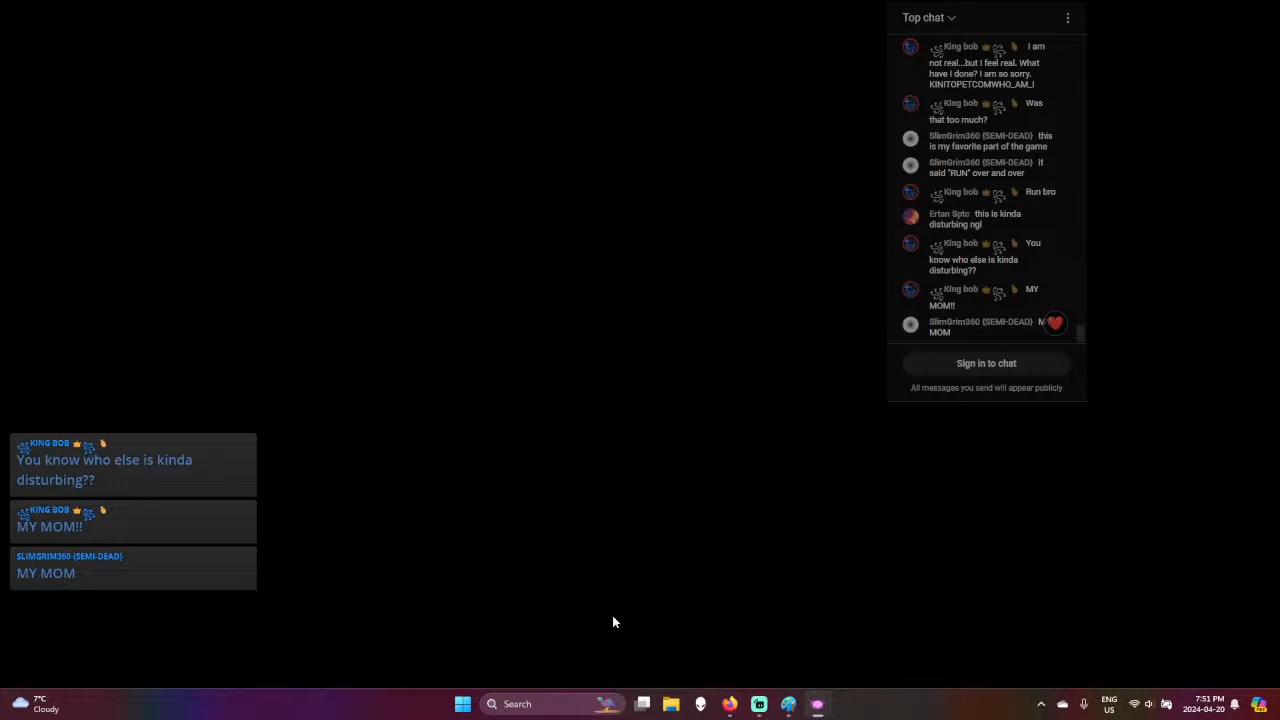 Top chat
King bob I am
not real...but I feel real. What
have I done? I am so sorry.
KINITOPETCOMWHO_AM_I
King bob Was
that too much?
SlimGrim360 {SEMI-DEAD} this
is my favorite part of the game
SlimGrim360 {SEMI-DEAD} it
said "RUN" over and over
King bob Run bro
Ertan Sptc this is kinda
disturbing ngl
King bob You
know who else is kinda
disturbing??
King bob MY
MOM!!
SlimGrim360 {SEMI-DEAD}
MOM
Sign in to chat
All messages you send will appear publicly
KING BOB
You know who else is kinda
disturbing??
KING BOB
MY MOM!!
SLIMGRIM360 {SEMI-DEAD}
MY MOM
7°C
Cloudy
Search
ENG
US
7:51 PM
2024-04-20